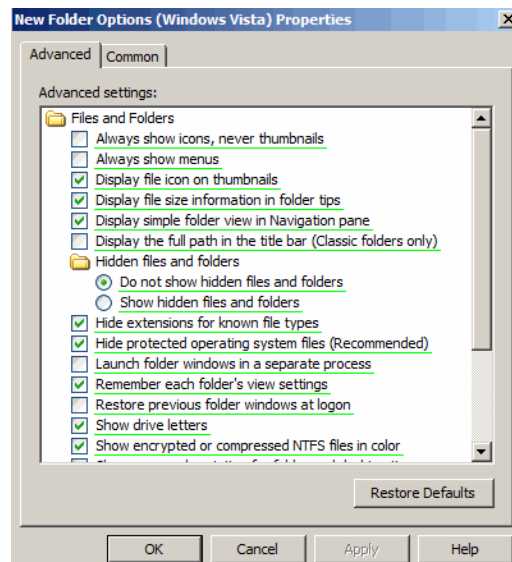 New Folder Options (Windows Vista) Properties
Advanced
Common
Advanced settings:
Files and Folders
Always show icons, never thumbnails
Always show menus
Display file icon on thumbnails
Display file size information in folder tips
Display simple folder view in Navigation pane
Display the full path in the title bar (Classic folders only)
Hidden files and folders
Do not show hidden files and folders
Show hidden files and folders
Hide extensions for known file types
Hide protected operating system files (Recommended)
Launch folder windows in a separate process
Remember each folder's view settings
Restore previous folder windows at logon
Show drive letters
Show encrypted or compressed NTFS files in color
Restore Defaults
OK
Cancel
Apply
Help